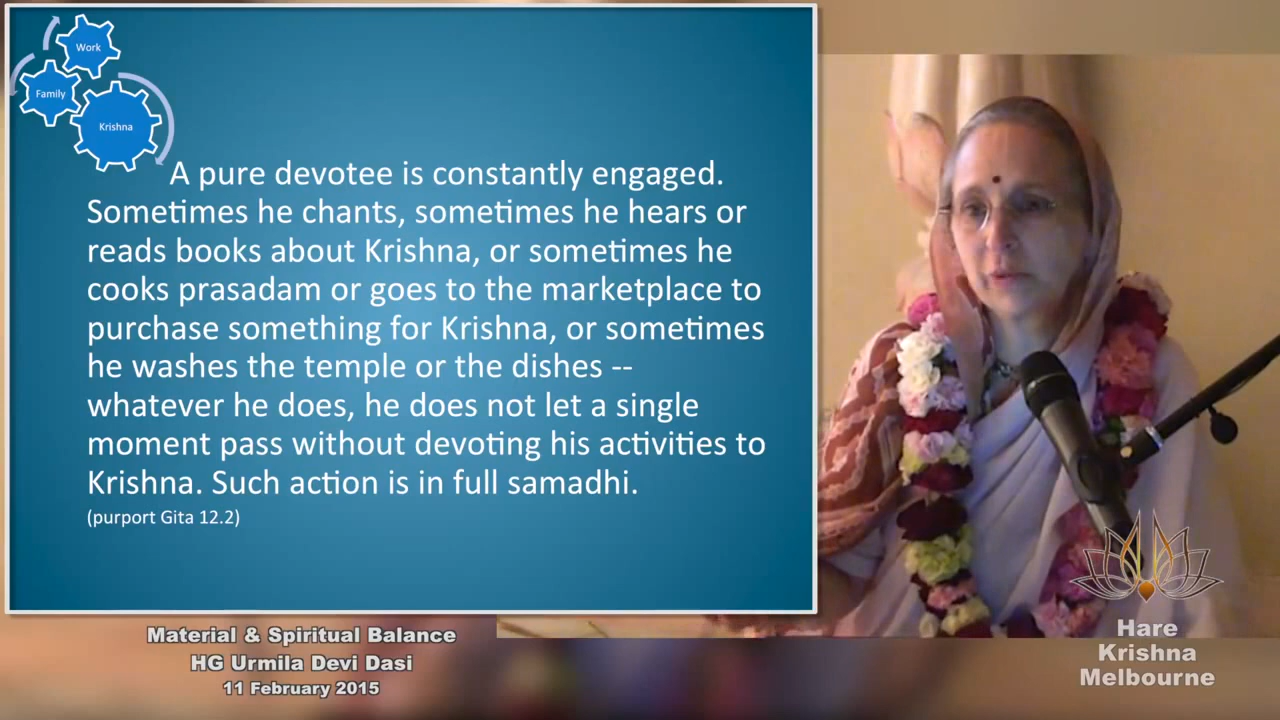 Work
Family
Krishna
A pure devotee is constantly engaged.
Sometimes he chants, sometimes he hears or
reads books about Krishna, or sometimes he
cooks prasadam or goes to the marketplace to
purchase something for Krishna, or sometimes
he washes the temple or the dishes --
whatever he does, he does not let a single
moment pass without devoting his activities to
Krishna. Such action is in full samadhi.
(purport Gita 12.2)
Material & Spiritual Balance
HG Urmila Devi Dasi
11 February 2015
Hare
Krishna
Melbourne